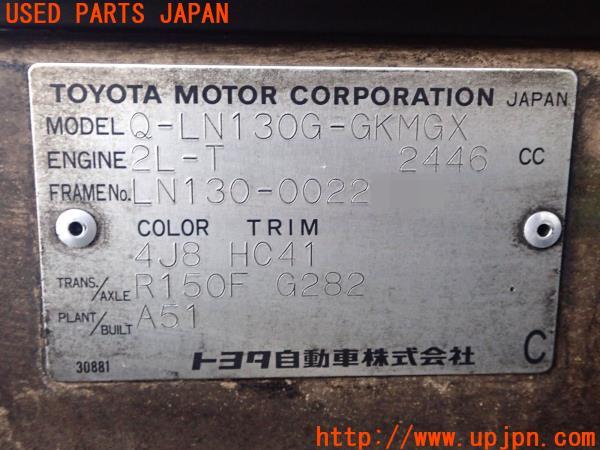 USED PARTS JAPAN
TOYOTA MOTOR CORPORATION JAPAN
MODEL Q-LN130G-GKMGX
ENGINE 2L-T 2446 CC
FRAME No. LN130-0022
COLOR TRIM
4J8 HC41
TRANS./AXLE R150F G282
PLANT/BUILT A51
30881 トヨタ自動車株式会社 C
http://www.upjpn.com